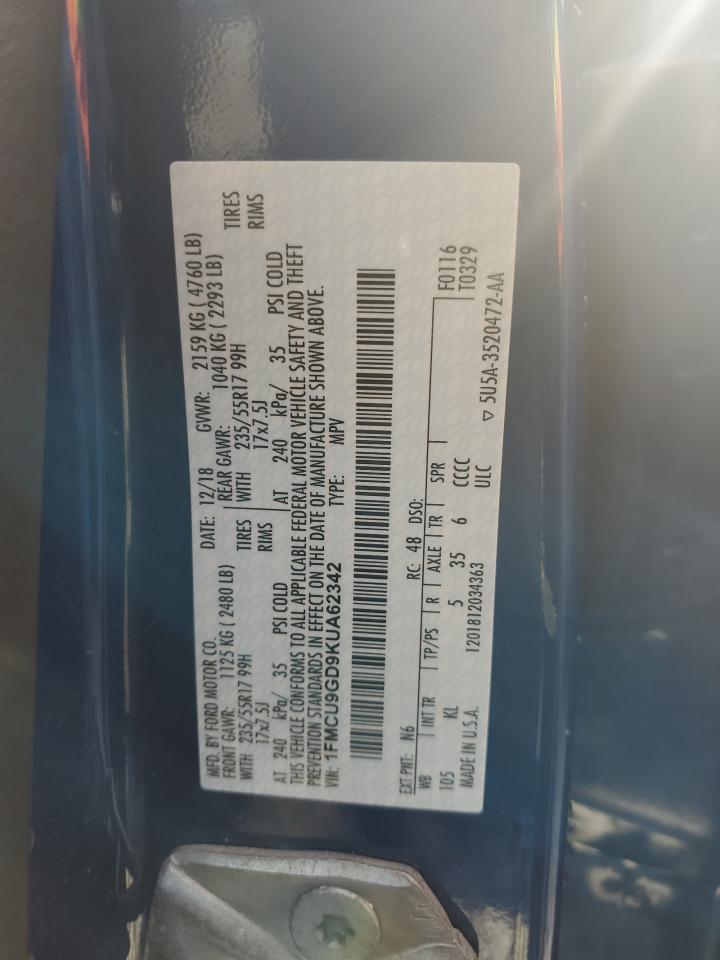 MFD. BY FORD MOTOR CO. DATE: 12/18 GVWR: 2159 KG ( 4760 LB)
FRONT GAWR: 1125 KG ( 2480 LB) REAR GAWR: 1040 KG ( 2293 LB)
WITH 235/55R17 99H TIRES WITH 235/55R17 99H TIRES
17x7.5J RIMS 17x7.5J RIMS
AT 240 kPa/ 35 PSI COLD AT 240 kPa/ 35 PSI COLD
THIS VEHICLE CONFORMS TO ALL APPLICABLE FEDERAL MOTOR VEHICLE SAFETY AND THEFT
PREVENTION STANDARDS IN EFFECT ON THE DATE OF MANUFACTURE SHOWN ABOVE.
VIN: 1FMCU9GD9KUA62342 TYPE: MPV
EXT PNT: N6 RC: 48 DSO: F0116
WB INT TR TP/PS R AXLE TR SPR T0329
105 KL 5 35 6 CCCC
MADE IN U.S.A. 1201812034363 ULC ▽ 5U5A-3520472-AA